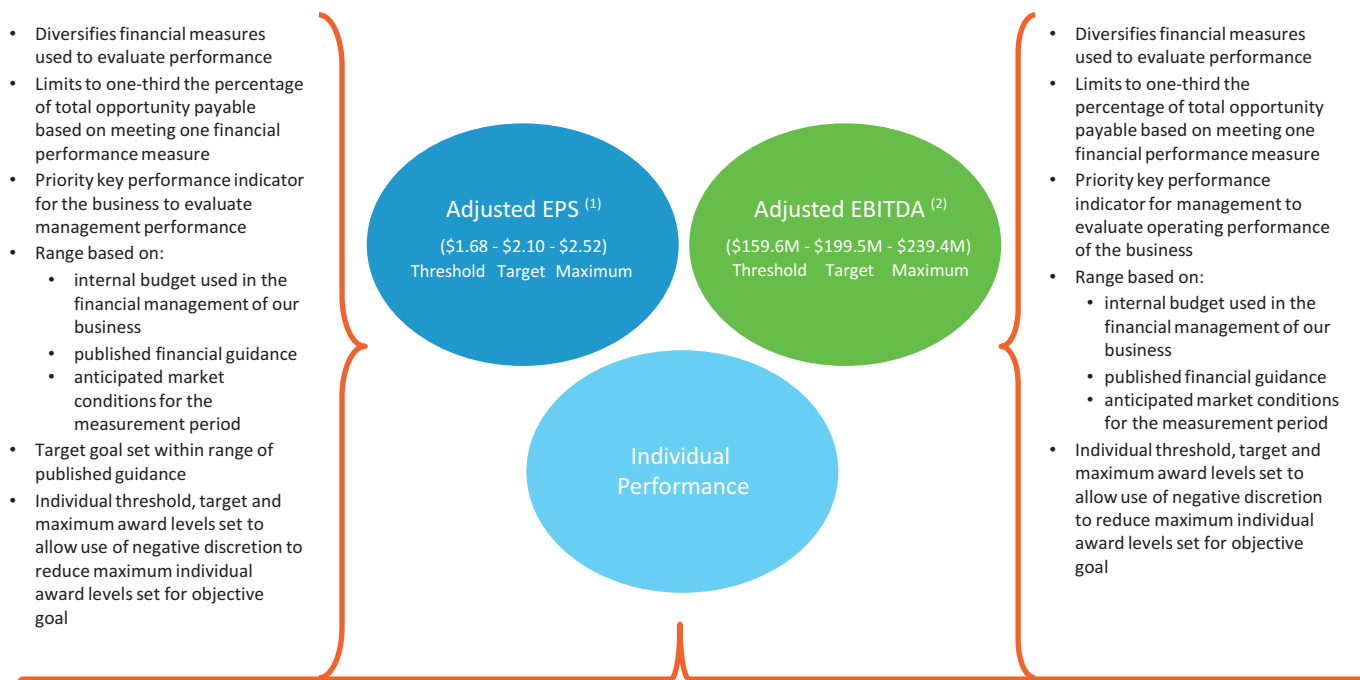 • Diversifies financial measures
used to evaluate performance
• Limits to one-third the percentage
of total opportunity payable
based on meeting one financial
performance measure
• Priority key performance indicator
for the business to evaluate
management performance
• Range based on:
• internal budget used in the
financial management of our
business
• published financial guidance
• anticipated market
conditions for the
measurement period
• Target goal set within range of
published guidance
• Individual threshold, target and
maximum award levels set to
allow use of negative discretion to
reduce maximum individual
award levels set for objective
goal
Adjusted EPS (1)
($1.68 - $2.10 - $2.52)
Threshold Target Maximum
Adjusted EBITDA (2)
($159.6M - $199.5M - $239.4M)
Threshold Target Maximum
Individual
Performance
• Diversifies financial measures
used to evaluate performance
• Limits to one-third the
percentage of total opportunity
payable based on meeting one
financial performance measure
• Priority key performance
indicator for management to
evaluate operating performance
of the business
• Range based on:
• internal budget used in the
financial management of our
business
• published financial guidance
• anticipated market conditions
for the measurement period
• Individual threshold, target and
maximum award levels set to
allow use of negative discretion
to reduce maximum individual
award levels set for objective
goal